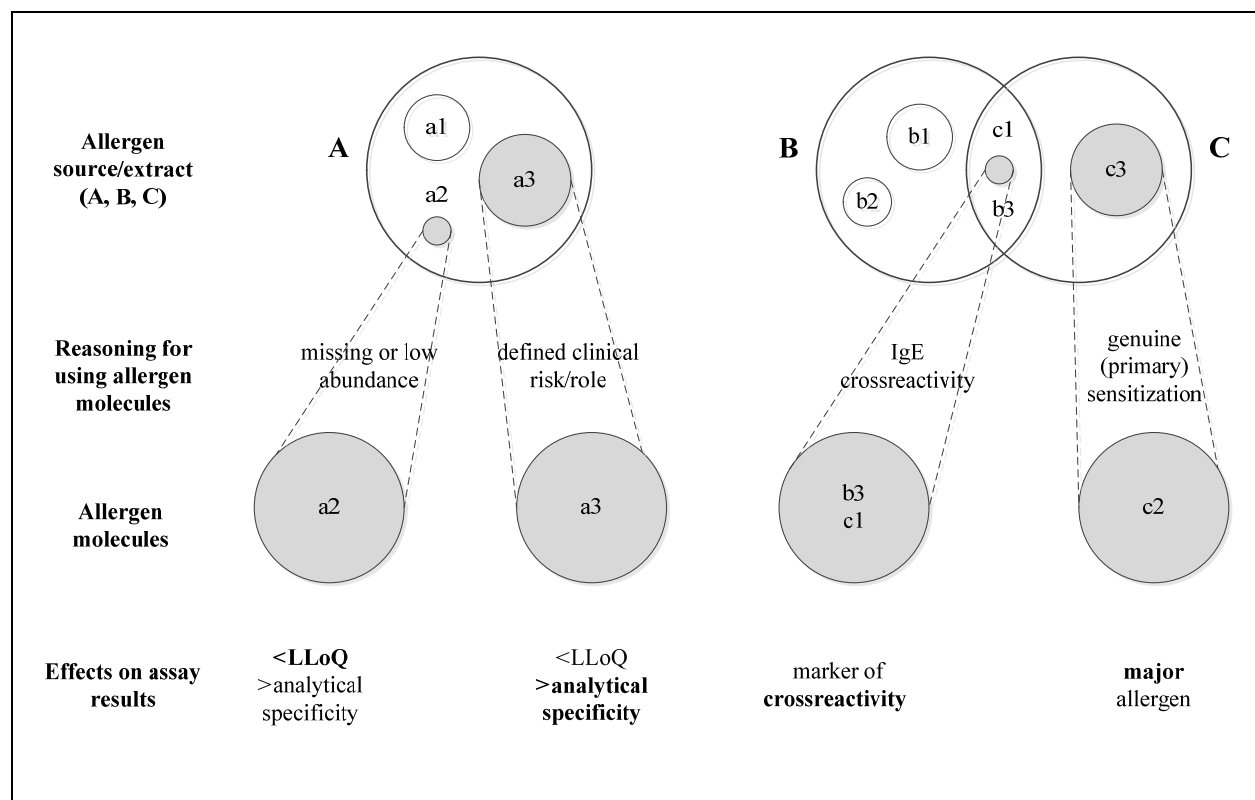 Allergen
source/extract
(A, B, C)
A
a1
a2
a3
B
b1
b2
c1
b3
c3
C
Reasoning for
using allergen
molecules
missing or low
abundance
defined clinical
risk/role
IgE
crossreactivity
genuine
(primary)
sensitization
Allergen
molecules
a2
a3
b3
c1
c2
Effects on assay
results
<LLoQ
>analytical
specificity
<LLoQ
>analytical
specificity
marker of
crossreactivity
major
allergen